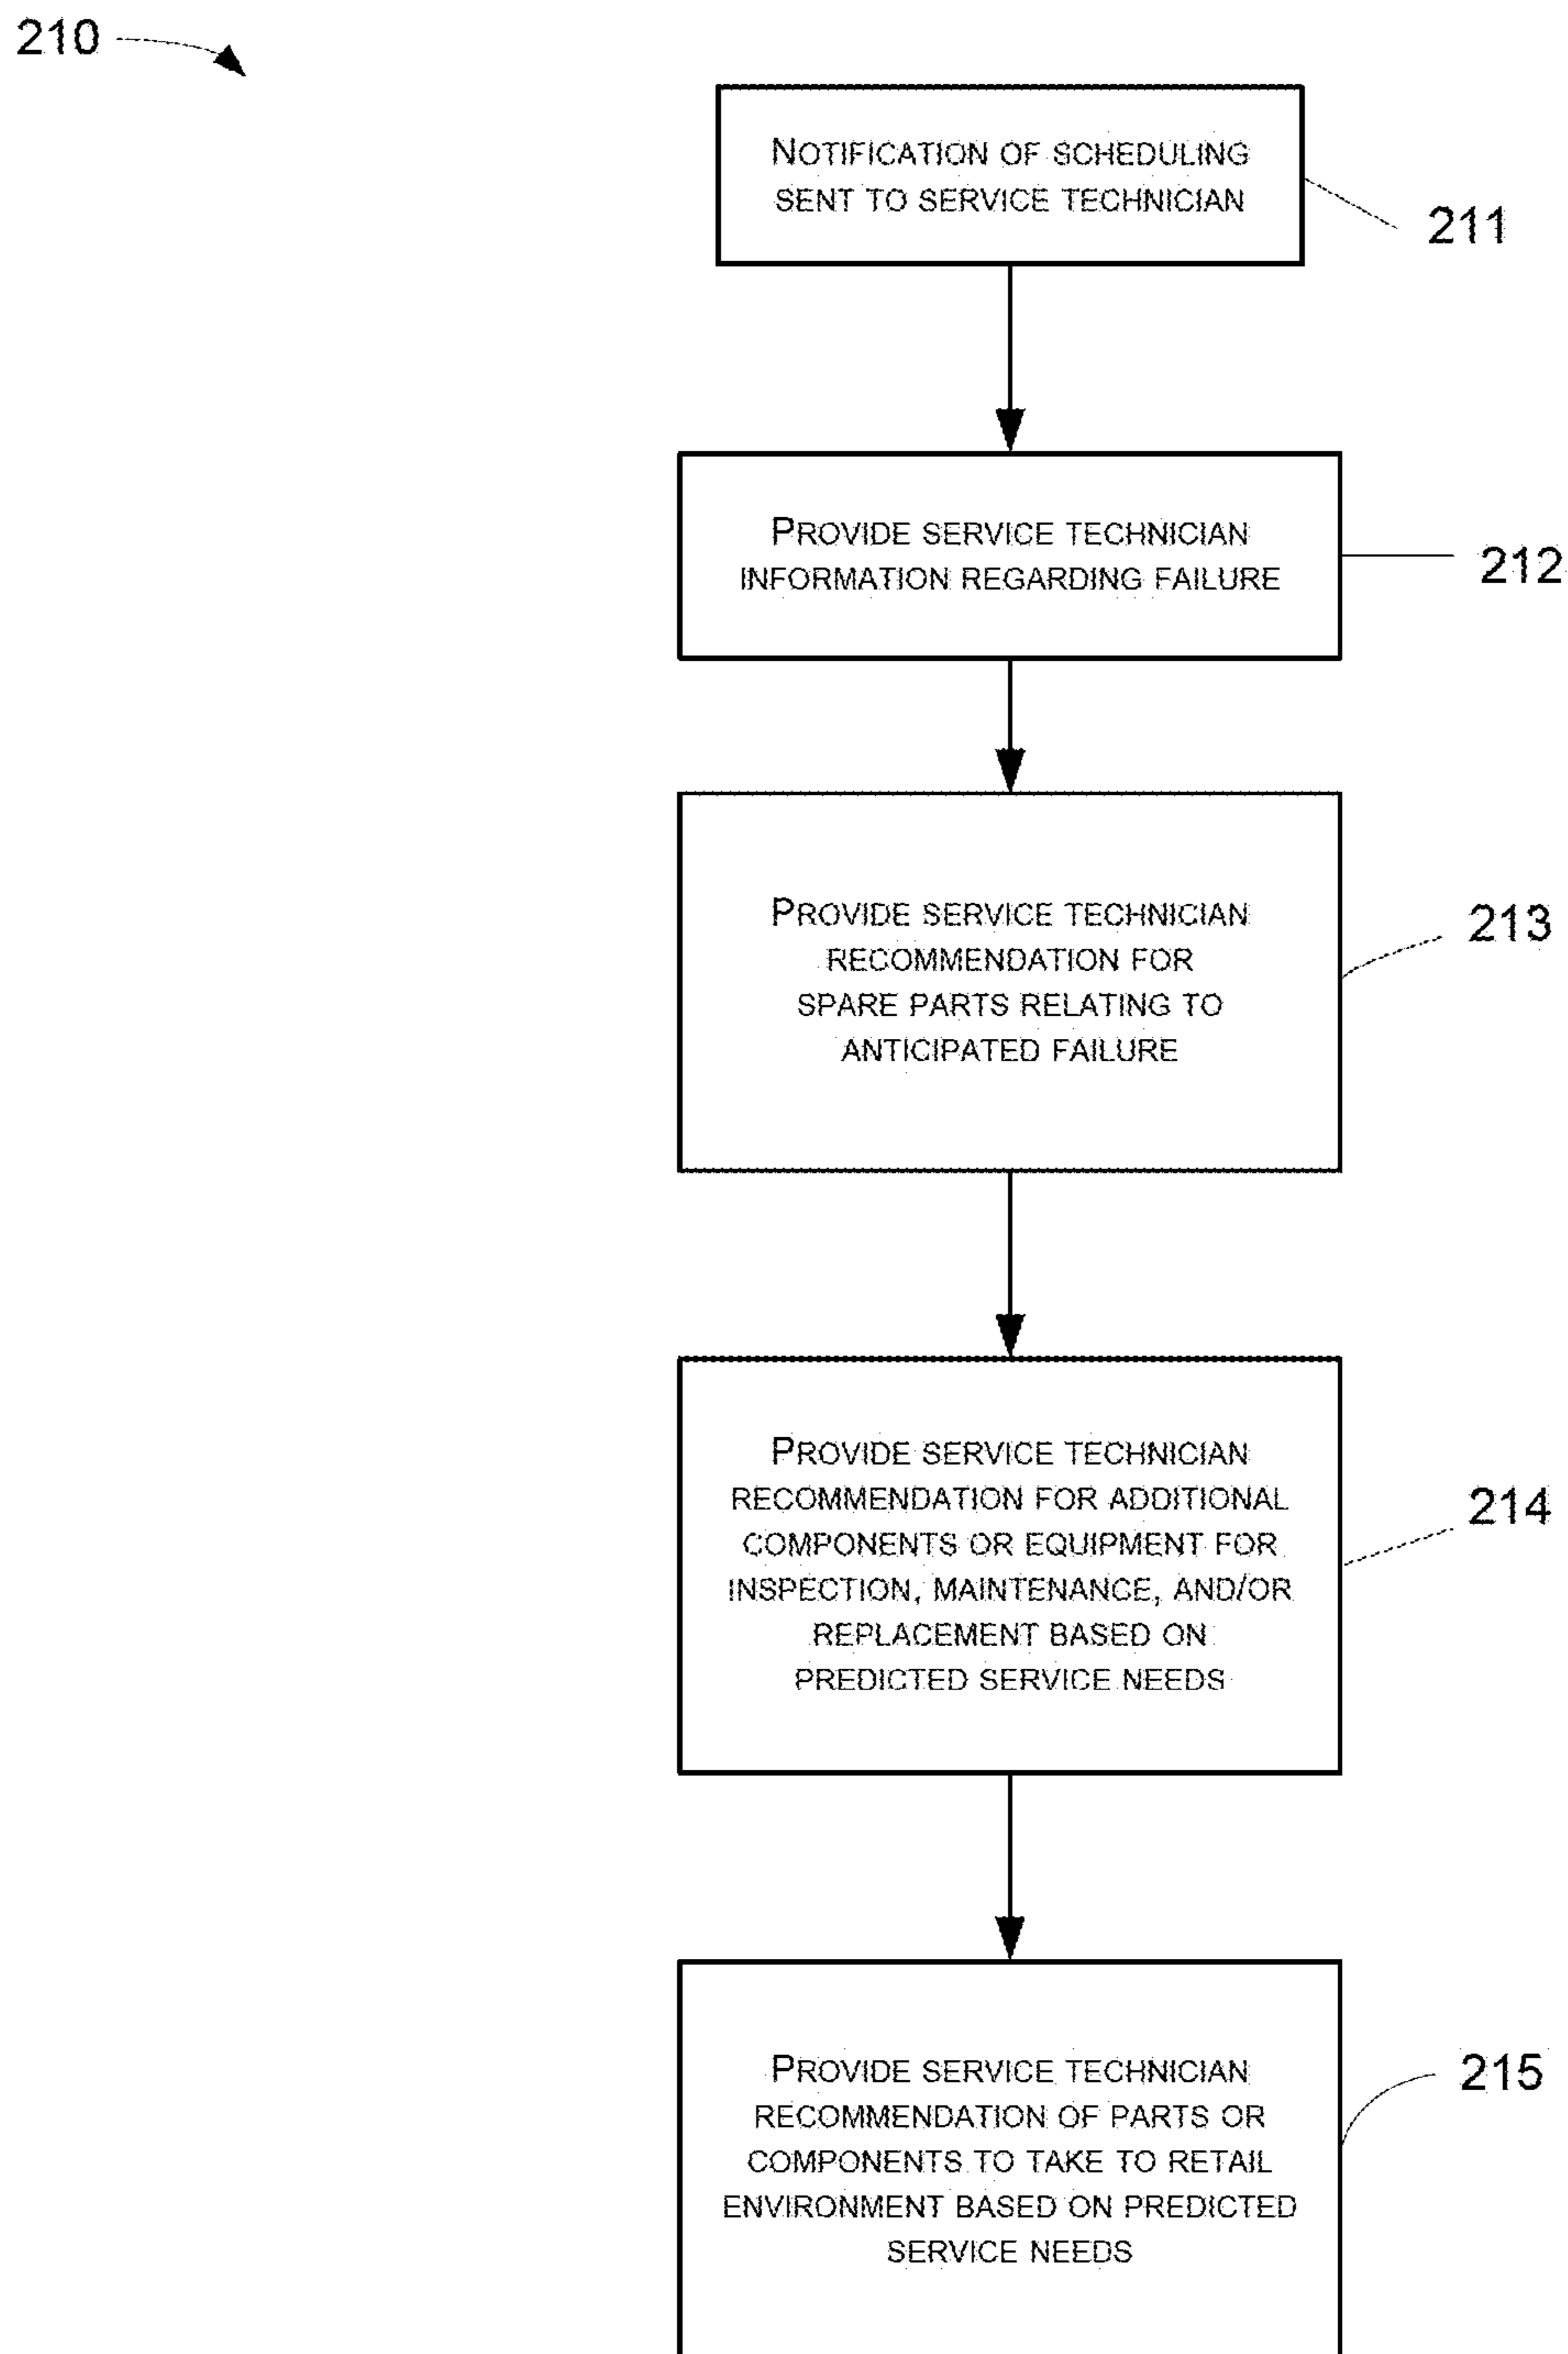 210
NOTIFICATION OF SCHEDULING
SENT TO SERVICE TECHNICIAN
211
PROVIDE SERVICE TECHNICIAN
INFORMATION REGARDING FAILURE
212
PROVIDE SERVICE TECHNICIAN
RECOMMENDATION FOR
SPARE PARTS RELATING TO
ANTICIPATED FAILURE
213
PROVIDE SERVICE TECHNICIAN
RECOMMENDATION FOR ADDITIONAL
COMPONENTS OR EQUIPMENT FOR
INSPECTION, MAINTENANCE, AND/OR
REPLACEMENT BASED ON
PREDICTED SERVICE NEEDS
214
PROVIDE SERVICE TECHNICIAN
RECOMMENDATION OF PARTS OR
COMPONENTS TO TAKE TO RETAIL
ENVIRONMENT BASED ON PREDICTED
SERVICE NEEDS
215